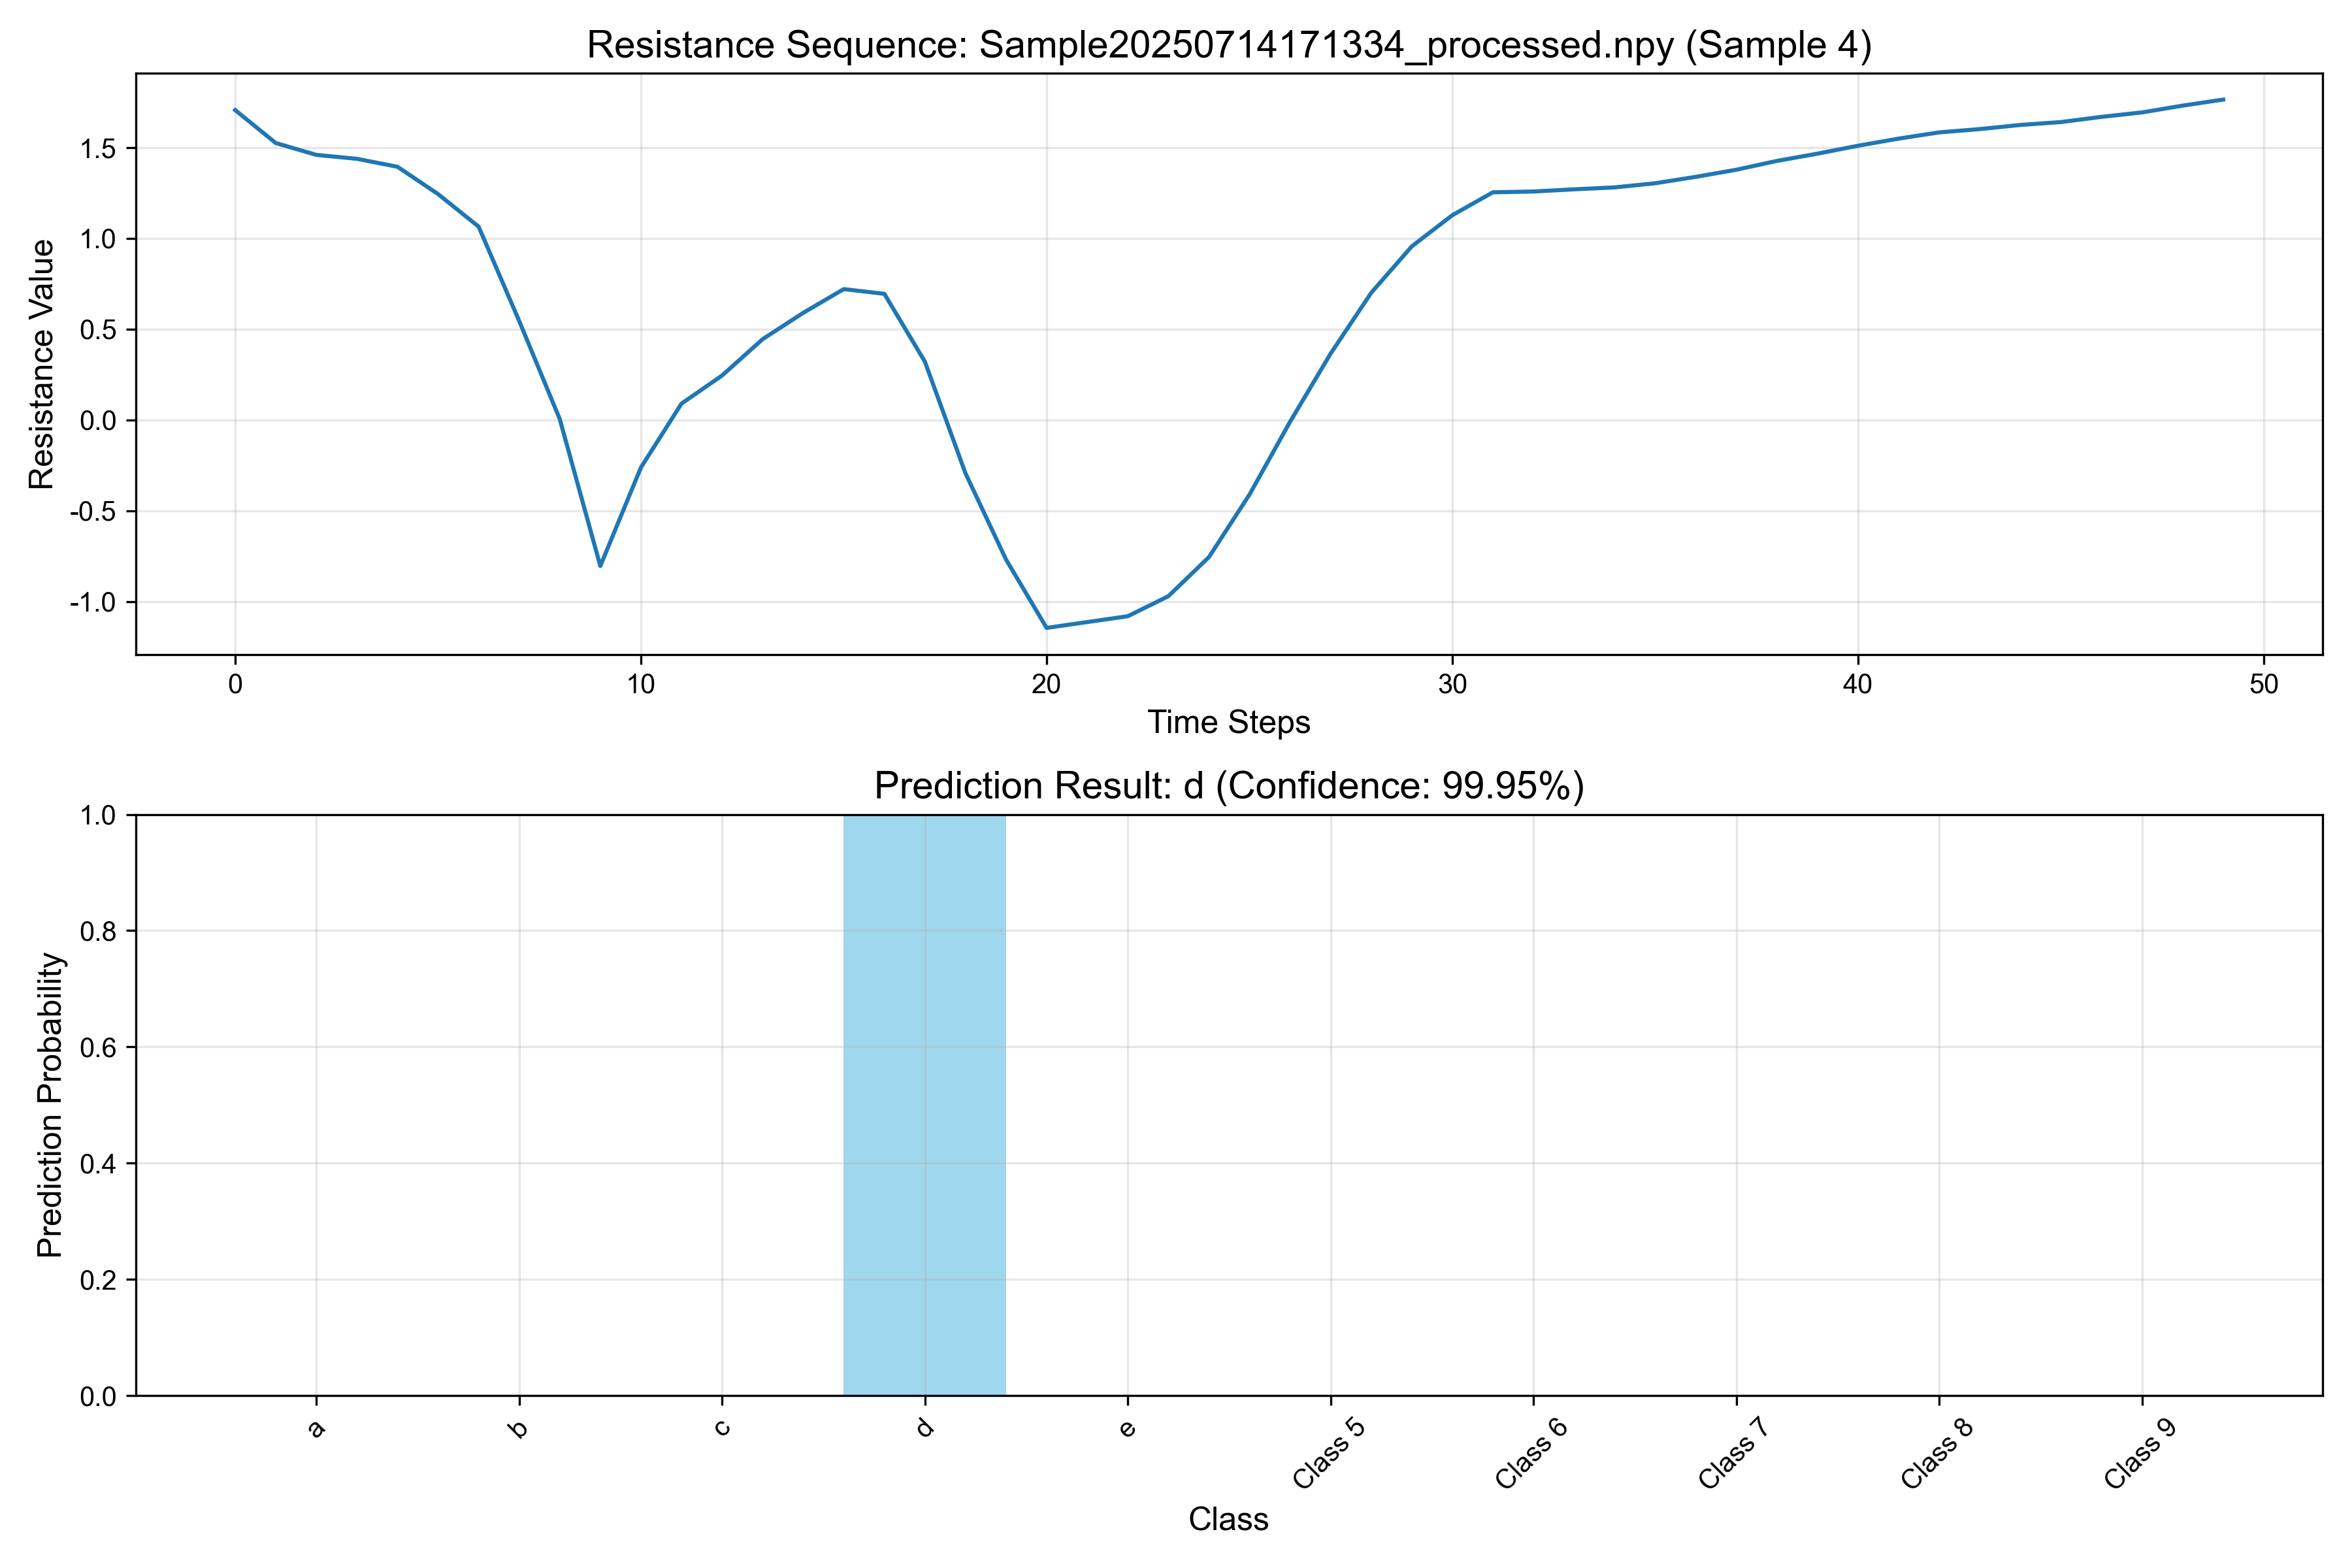 Resistance Sequence: Sample20250714171334_processed.npy (Sample 4)
Resistance Value
1.5
1.0
0.5
0.0
-0.5
-1.0
0 10 20 30 40 50
Time Steps
Prediction Result: d (Confidence: 99.95%)
Prediction Probability
1.0
0.8
0.6
0.4
0.2
0.0
a b c d e Class 5 Class 6 Class 7 Class 8 Class 9
Class